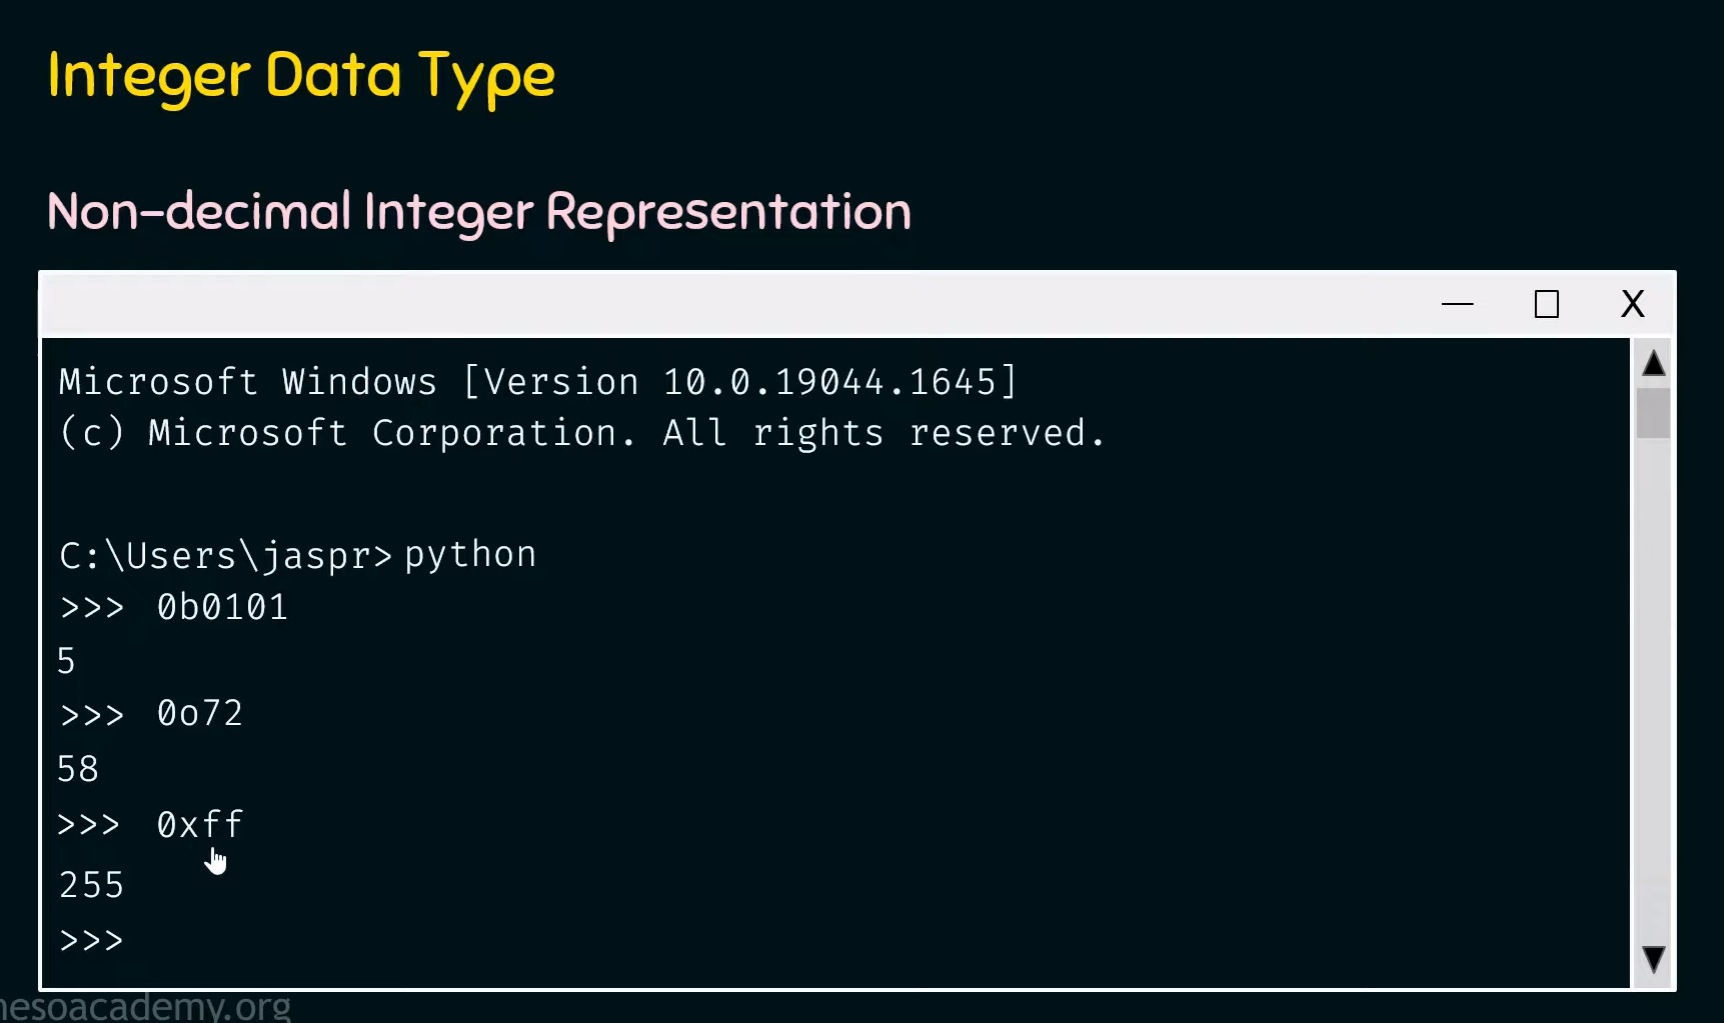 Integer Data Type
Non-decimal Integer Representation
— □ X
Microsoft Windows [Version 10.0.19044.1645]
(c) Microsoft Corporation. All rights reserved.
C:\Users\jaspr> python
>>> 0b0101
5
>>> 0o72
58
>>> 0xff
255
>>>
nesoacademy.org